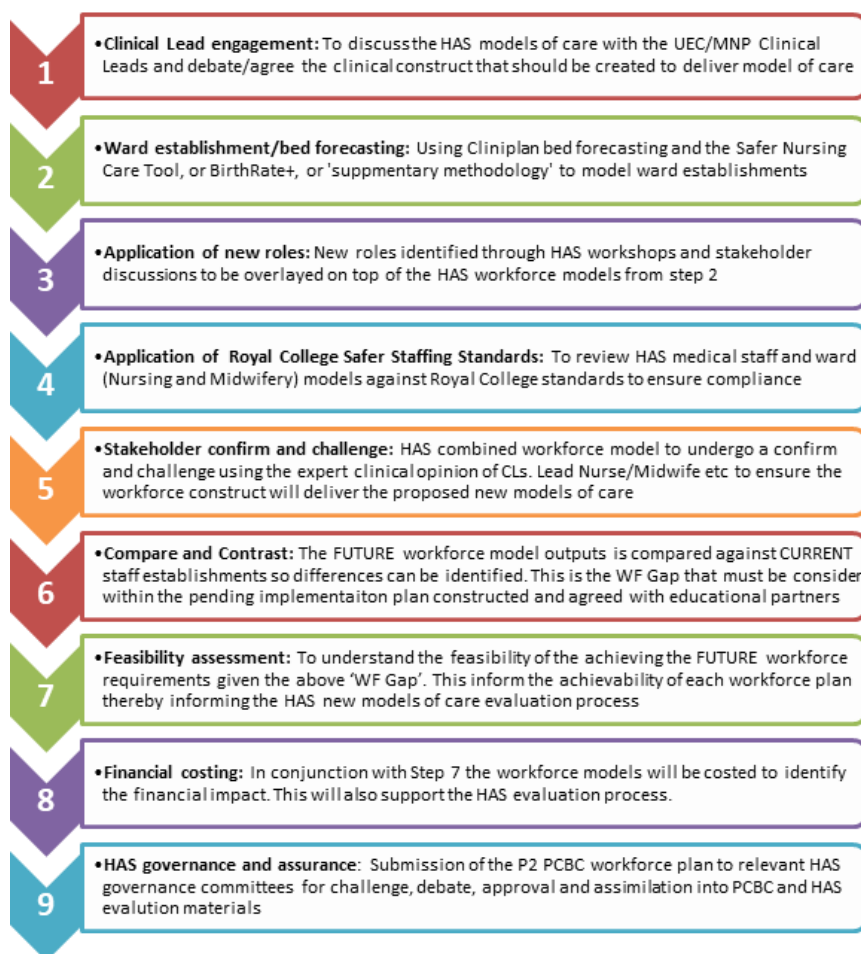 1
•Clinical Lead engagement: To discuss the HAS models of care with the UEC/MNP Clinical
Leads and debate/agree the clinical construct that should be created to deliver model of care
2
•Ward establishment/bed forecasting: Using Cliniplan bed forecasting and the Safer Nursing
Care Tool, or BirthRate+, or 'suppmentary methodology' to model ward establishments
3
•Application of new roles: New roles identified through HAS workshops and stakeholder
discussions to be overlayed on top of the HAS workforce models from step 2
4
•Application of Royal College Safer Staffing Standards: To review HAS medical staff and ward
(Nursing and Midwifery) models against Royal College standards to ensure compliance
5
•Stakeholder confirm and challenge: HAS combined workforce model to undergo a confirm
and challenge using the expert clinical opinion of CLs. Lead Nurse/Midwife etc to ensure the
workforce construct will deliver the proposed new models of care
6
•Compare and Contrast: The FUTURE workforce model outputs is compared against CURRENT
staff establishments so differences can be identified. This is the WF Gap that must be consider
within the pending implementaiton plan constructed and agreed with educational partners
7
•Feasibility assessment: To understand the feasibility of the achieving the FUTURE workforce
requirements given the above ‘WF Gap’. This inform the achievability of each workforce plan
thereby informing the HAS new models of care evaluation process
8
•Financial costing: In conjunction with Step 7 the workforce models will be costed to identify
the financial impact. This will also support the HAS evaluation process.
9
•HAS governance and assurance: Submission of the P2 PCBC workforce plan to relevant HAS
governance committees for challenge, debate, approval and assimilation into PCBC and HAS
evalution materials